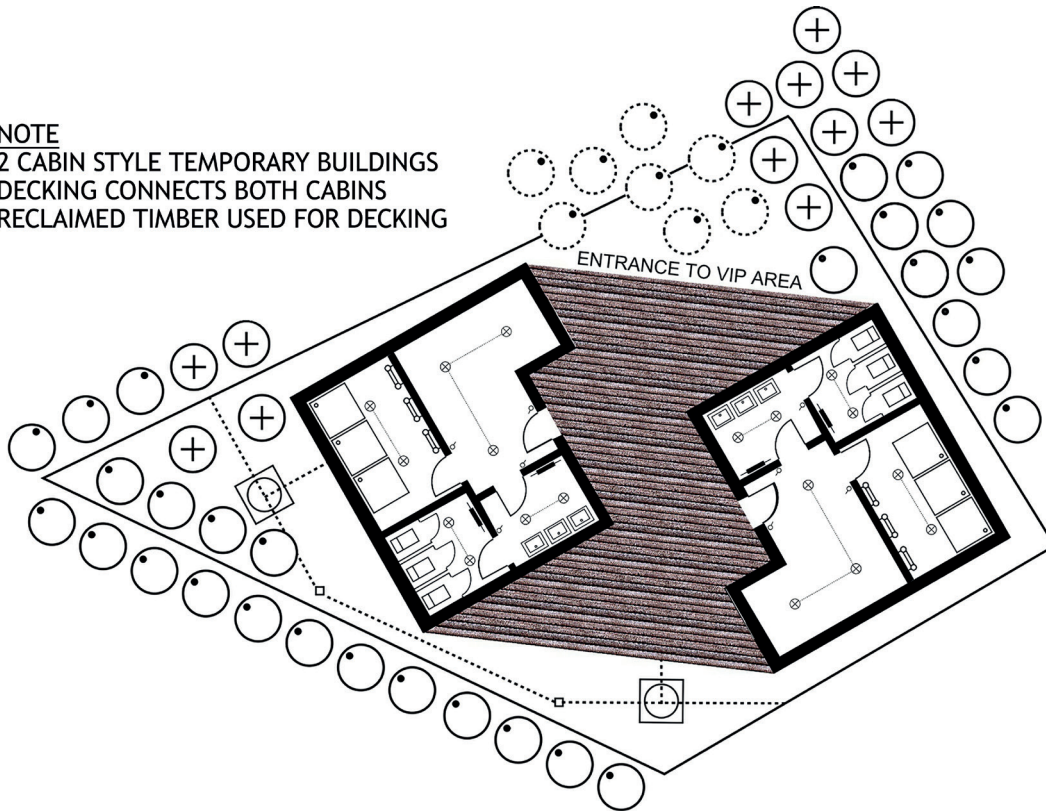 NOTE
2 CABIN STYLE TEMPORARY BUILDINGS
DECKING CONNECTS BOTH CABINS
RECLAIMED TIMBER USED FOR DECKING
ENTRANCE TO VIP AREA